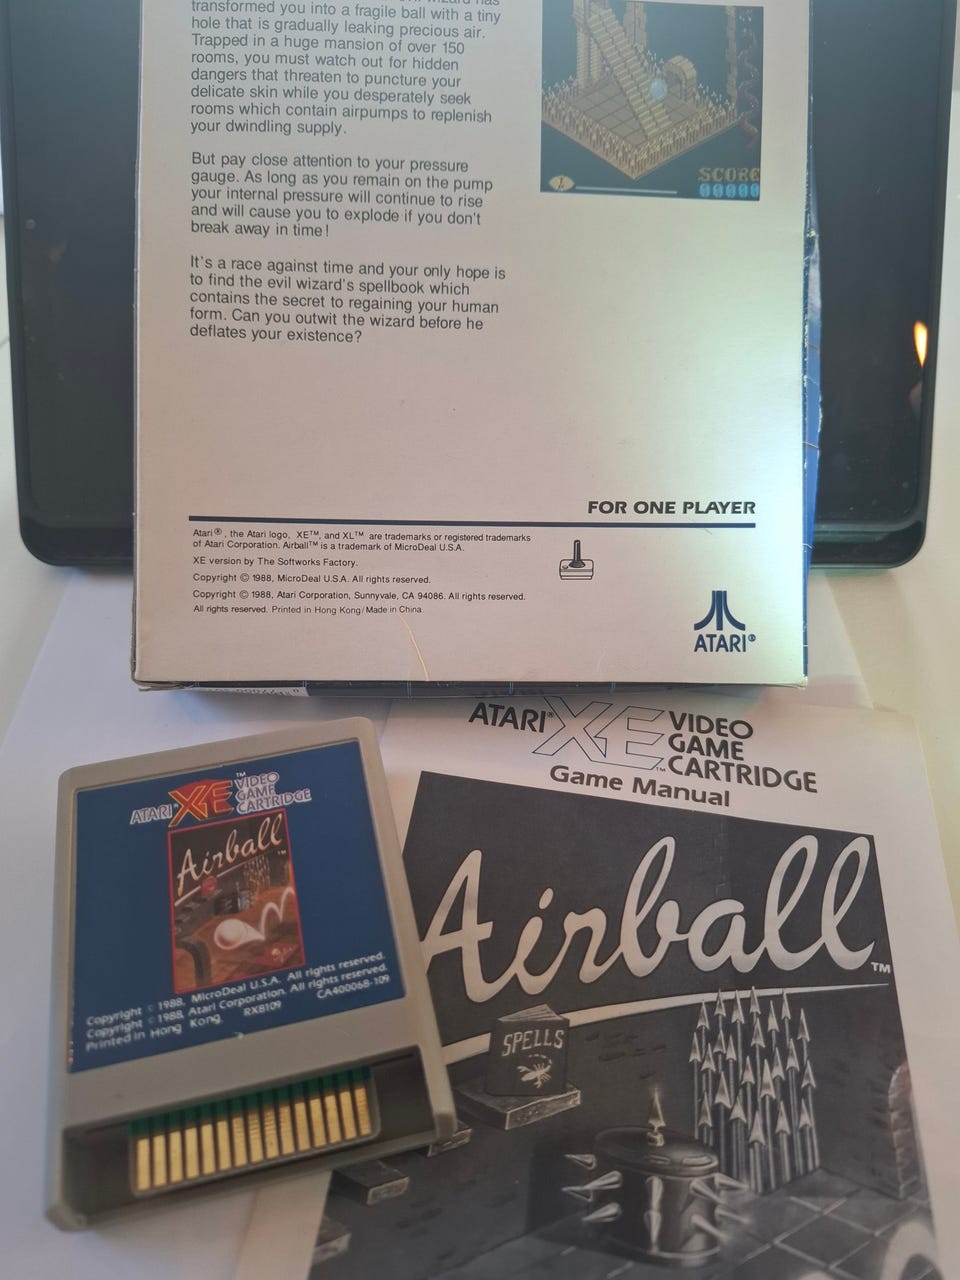 transformed you into a fragile ball with a tiny
hole that is gradually leaking precious air.
Trapped in a huge mansion of over 150
rooms, you must watch out for hidden
dangers that threaten to puncture your
delicate skin while you desperately seek
rooms which contain airpumps to replenish
your dwindling supply.
But pay close attention to your pressure
gauge. As long as you remain on the pump
your internal pressure will continue to rise
and will cause you to explode if you don't
break away in time!
It's a race against time and your only hope is
to find the evil wizard's spellbook which
contains the secret to regaining your human
form. Can you outwit the wizard before he
deflates your existence?
SCORE
00000
FOR ONE PLAYER
Atari®, the Atari logo, XE™, and XL™ are trademarks or registered trademarks
of Atari Corporation. Airball™ is a trademark of MicroDeal U.S.A.
XE version by The Softworks Factory.
Copyright © 1988, MicroDeal U.S.A. All rights reserved.
Copyright © 1988, Atari Corporation, Sunnyvale, CA 94086. All rights reserved.
All rights reserved. Printed in Hong Kong/Made in China.
ATARI®
ATARI® XE™ VIDEO
GAME
CARTRIDGE
Game Manual
Airball™
SPELLS
ATARI® XE™ VIDEO
GAME
CARTRIDGE
Airball™
Copyright © 1988, MicroDeal U.S.A. All rights reserved.
Copyright © 1988, Atari Corporation. All rights reserved.
Printed in Hong Kong. RX8109 CA400068-109